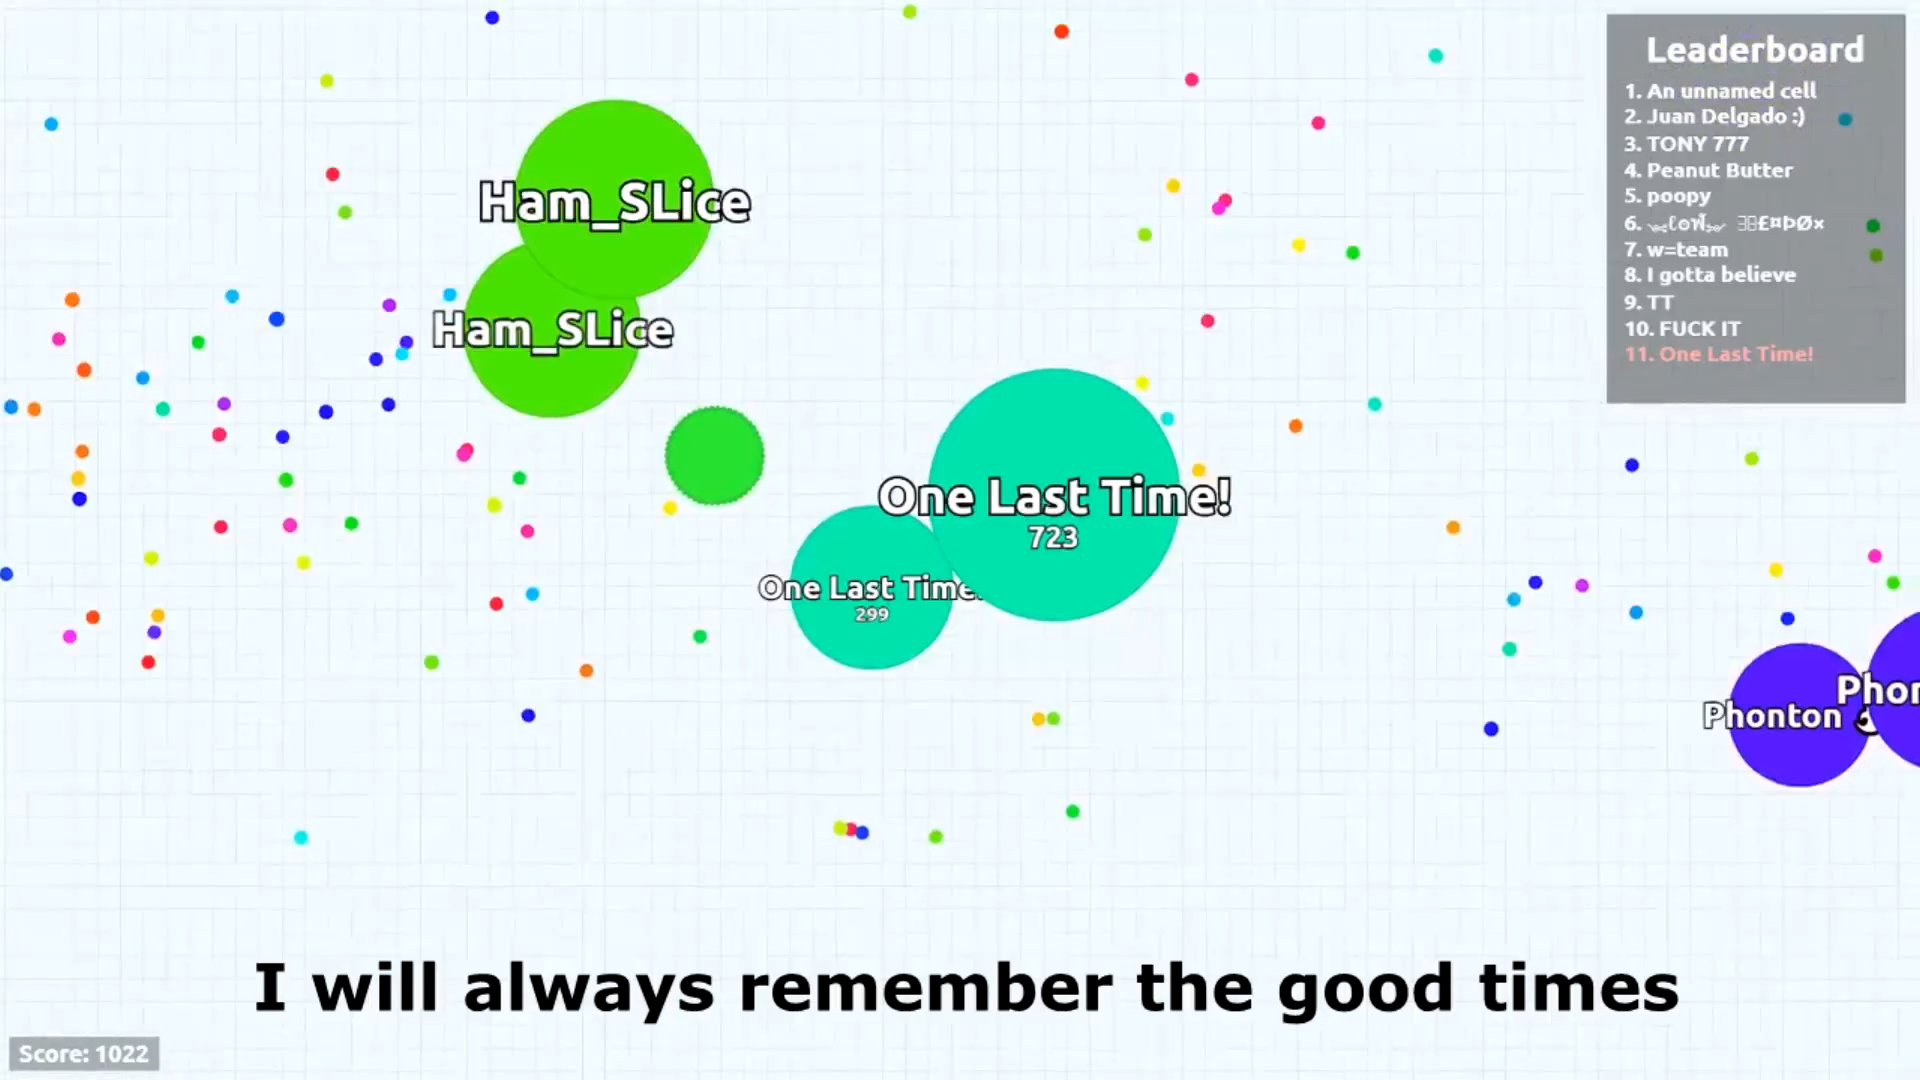 Leaderboard
1. An unnamed cell
2. Juan Delgado :)
3. TONY 777
4. Peanut Butter
5. poopy
6.
7. w=team
8. I gotta believe
9. TT
10. FUCK IT
11. One Last Time!
Ham_SLice
Ham_SLice
One Last Time!
723
One Last Time!
299
Phonton
I will always remember the good times
Score: 1022